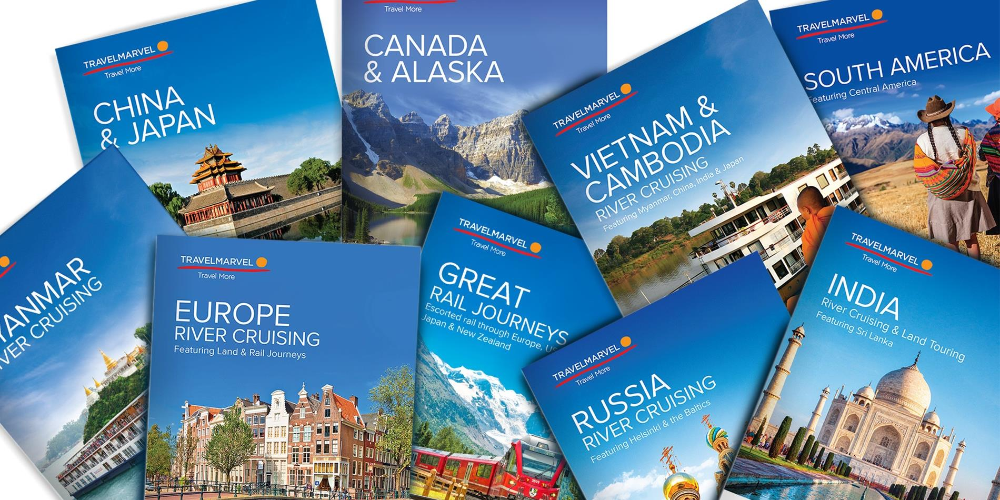 TRAVELMARVEL
Travel More
CHINA
& JAPAN
Travel More
CANADA
& ALASKA
TRAVELMARVEL
Travel More
VIETNAM &
CAMBODIA
RIVER CRUISING
Featuring Myanmar, China, India & Japan
TRAVELMARVEL
Travel More
SOUTH AMERICA
Featuring Central America
YANMAR
VER CRUISING
TRAVELMARVEL
Travel More
EUROPE
RIVER CRUISING
Featuring Land & Rail Journeys
TRAVELMARVEL
Travel More
GREAT
RAIL JOURNEYS
Escorted rail through Europe, US
Japan & New Zealand
TRAVELMARVEL
Travel More
RUSSIA
RIVER CRUISING
Featuring Helsinki & the Baltics
TRAVELMARVEL
Travel More
INDIA
River Cruising & Land Touring
Featuring Sri Lanka